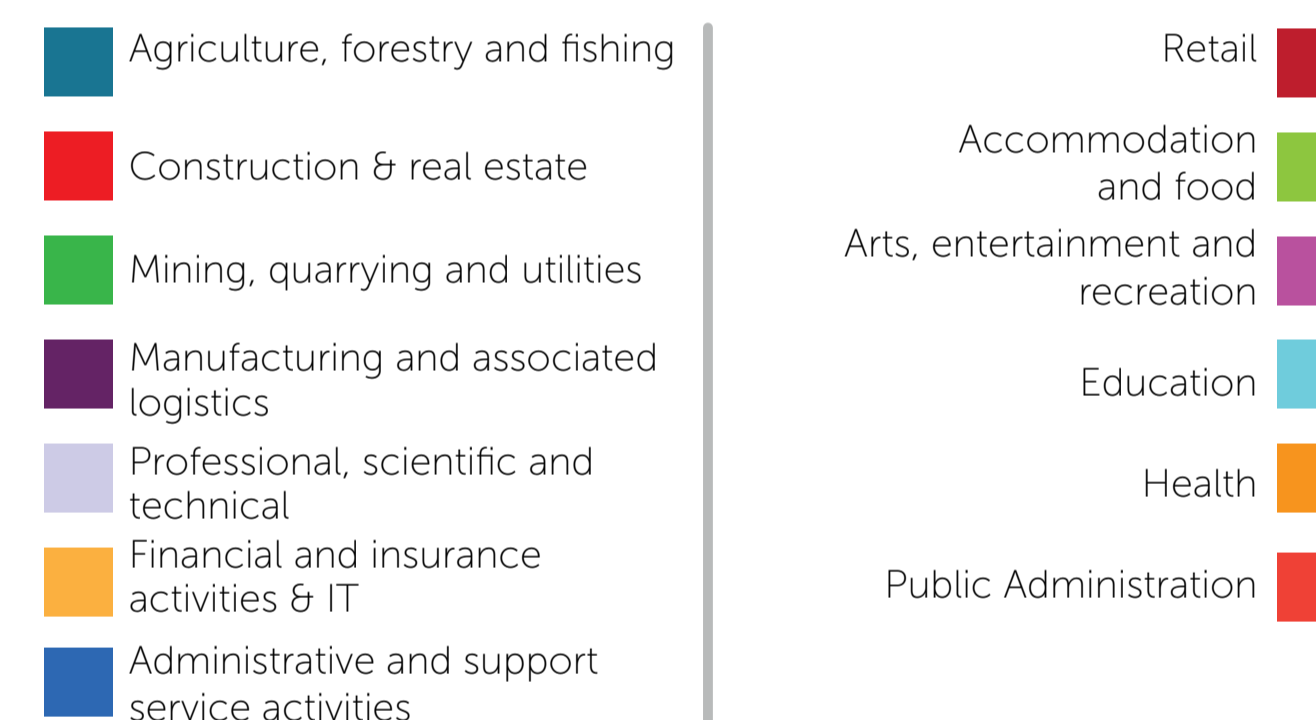 Agriculture, forestry and fishing
Construction & real estate
Mining, quarrying and utilities
Manufacturing and associated
logistics
Professional, scientific and
technical
Financial and insurance
activities & IT
Administrative and support
service activities
Retail
Accommodation
and food
Arts, entertainment and
recreation
Education
Health
Public Administration